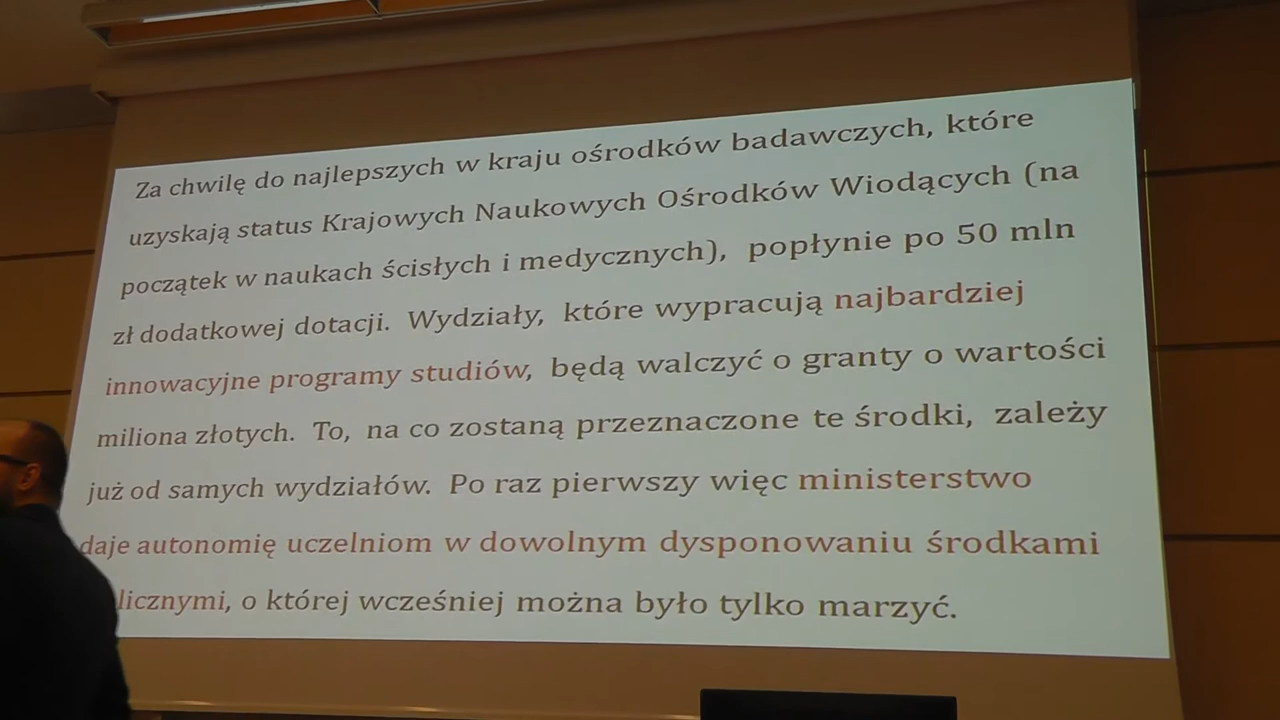 Za chwilę do najlepszych w kraju ośrodków badawczych, które
uzyskają status Krajowych Naukowych Ośrodków Wiodących (na
początek w naukach ścisłych i medycznych), popłynie po 50 mln
zł dodatkowej dotacji. Wydziały, które wypracują najbardziej
innowacyjne programy studiów, będą walczyć o granty o wartości
miliona złotych. To, na co zostaną przeznaczone te środki, zależy
już od samych wydziałów. Po raz pierwszy więc ministerstwo
daje autonomię uczelniom w dowolnym dysponowaniu środkami
licznymi, o której wcześniej można było tylko marzyć.